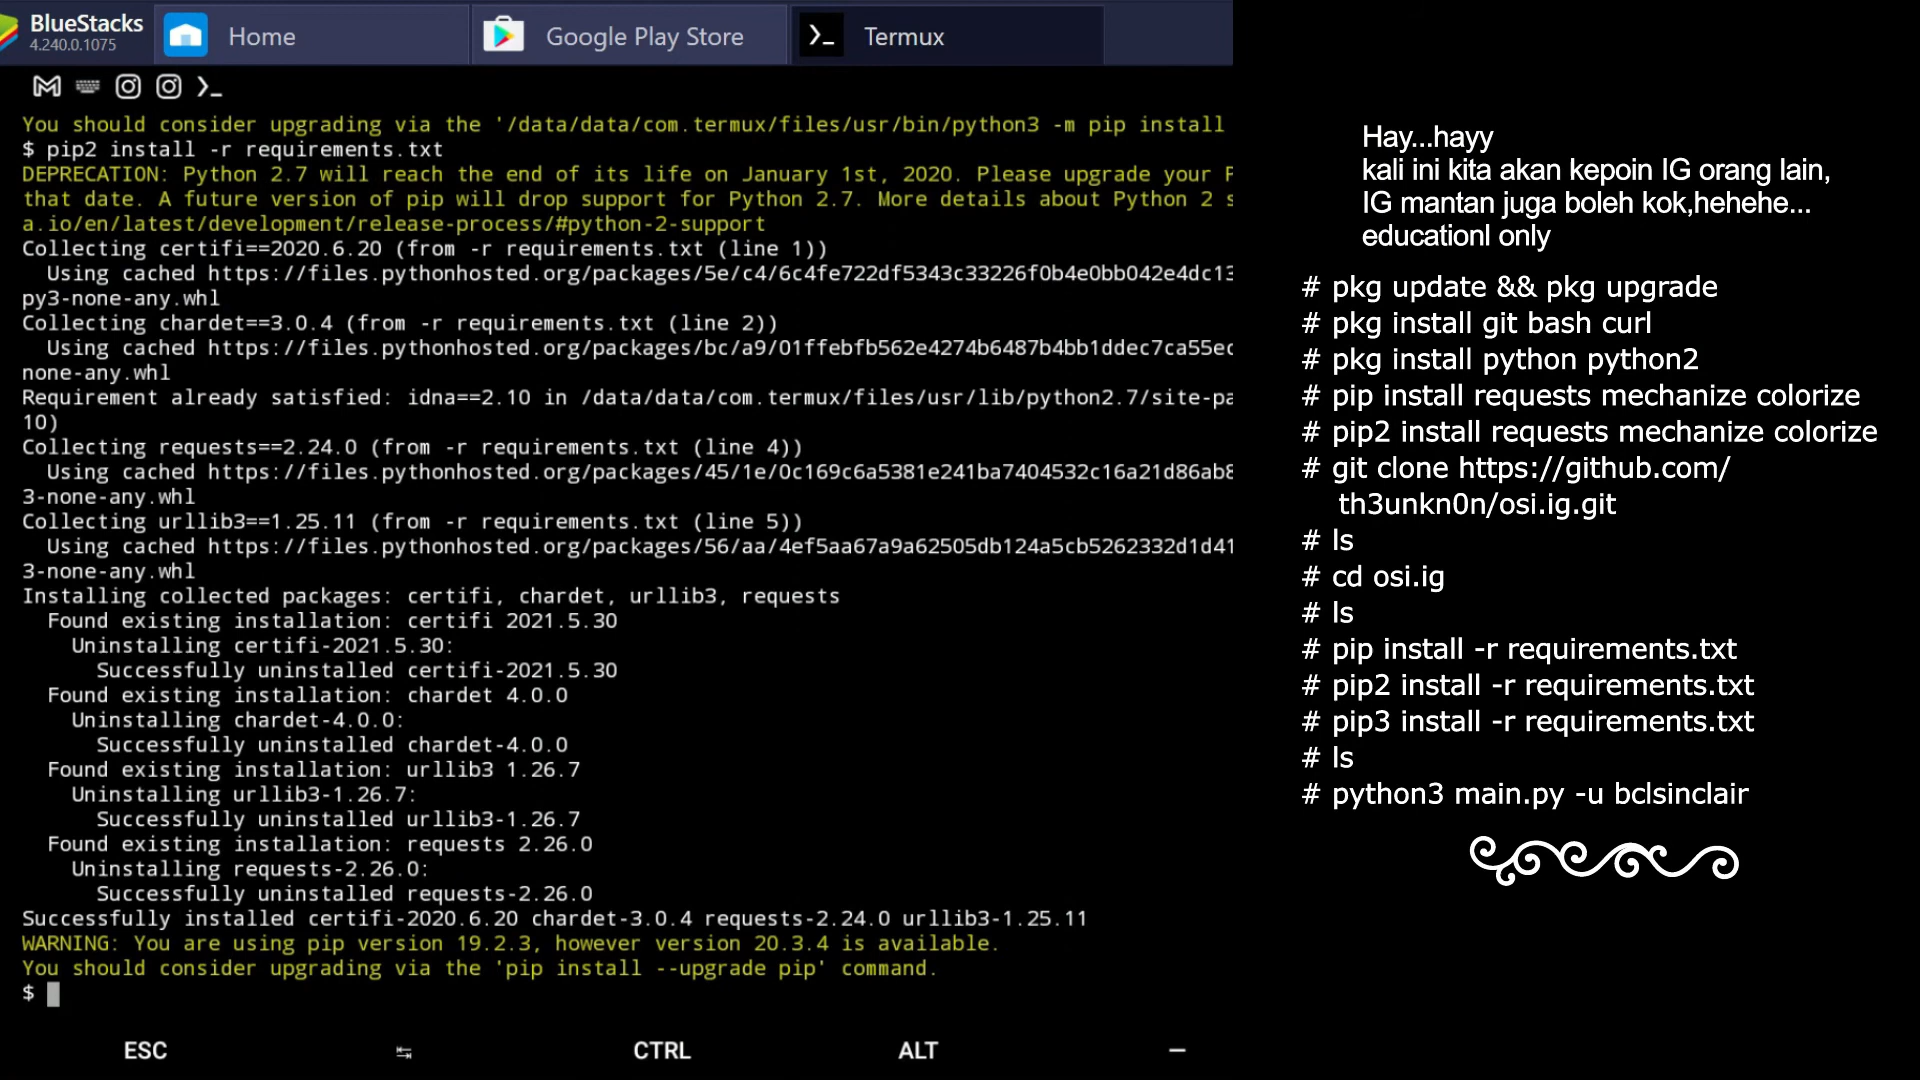 BlueStacks
4.240.0.1075
Home
Google Play Store
Termux
You should consider upgrading via the '/data/data/com.termux/files/usr/bin/python3 -m pip install
$ pip2 install -r requirements.txt
DEPRECATION: Python 2.7 will reach the end of its life on January 1st, 2020. Please upgrade your
that date. A future version of pip will drop support for Python 2.7. More details about Python 2
a.io/en/latest/development/release-process/#python-2-support
Collecting certifi==2020.6.20 (from -r requirements.txt (line 1))
Using cached https://files.pythonhosted.org/packages/5e/c4/6c4fe722df5343c33226f0b4e0bb042e4dc13
py3-none-any.whl
Collecting chardet==3.0.4 (from -r requirements.txt (line 2))
Using cached https://files.pythonhosted.org/packages/bc/a9/01ffebfb562e4274b6487b4bb1ddec7ca55ec
none-any.whl
Requirement already satisfied: idna==2.10 in /data/data/com.termux/files/usr/lib/python2.7/site-pa
10)
Collecting requests==2.24.0 (from -r requirements.txt (line 4))
Using cached https://files.pythonhosted.org/packages/45/1e/0c169c6a5381e241ba7404532c16a21d86ab8
3-none-any.whl
Collecting urllib3==1.25.11 (from -r requirements.txt (line 5))
Using cached https://files.pythonhosted.org/packages/56/aa/4ef5aa67a9a62505db124a5cb5262332d1d41
3-none-any.whl
Installing collected packages: certifi, chardet, urllib3, requests
Found existing installation: certifi 2021.5.30
Uninstalling certifi-2021.5.30:
Successfully uninstalled certifi-2021.5.30
Found existing installation: chardet 4.0.0
Uninstalling chardet-4.0.0:
Successfully uninstalled chardet-4.0.0
Found existing installation: urllib3 1.26.7
Uninstalling urllib3-1.26.7:
Successfully uninstalled urllib3-1.26.7
Found existing installation: requests 2.26.0
Uninstalling requests-2.26.0:
Successfully uninstalled requests-2.26.0
Successfully installed certifi-2020.6.20 chardet-3.0.4 requests-2.24.0 urllib3-1.25.11
WARNING: You are using pip version 19.2.3, however version 20.3.4 is available.
You should consider upgrading via the 'pip install --upgrade pip' command.
$
ESC
CTRL
ALT
Hay...hayy
kali ini kita akan kepoin IG orang lain,
IG mantan juga boleh kok,hehehe...
educationl only
# pkg update && pkg upgrade
# pkg install git bash curl
# pkg install python python2
# pip install requests mechanize colorize
# pip2 install requests mechanize colorize
# git clone https://github.com/
th3unkn0n/osi.ig.git
# ls
# cd osi.ig
# ls
# pip install -r requirements.txt
# pip2 install -r requirements.txt
# pip3 install -r requirements.txt
# ls
# python3 main.py -u bclsinclair